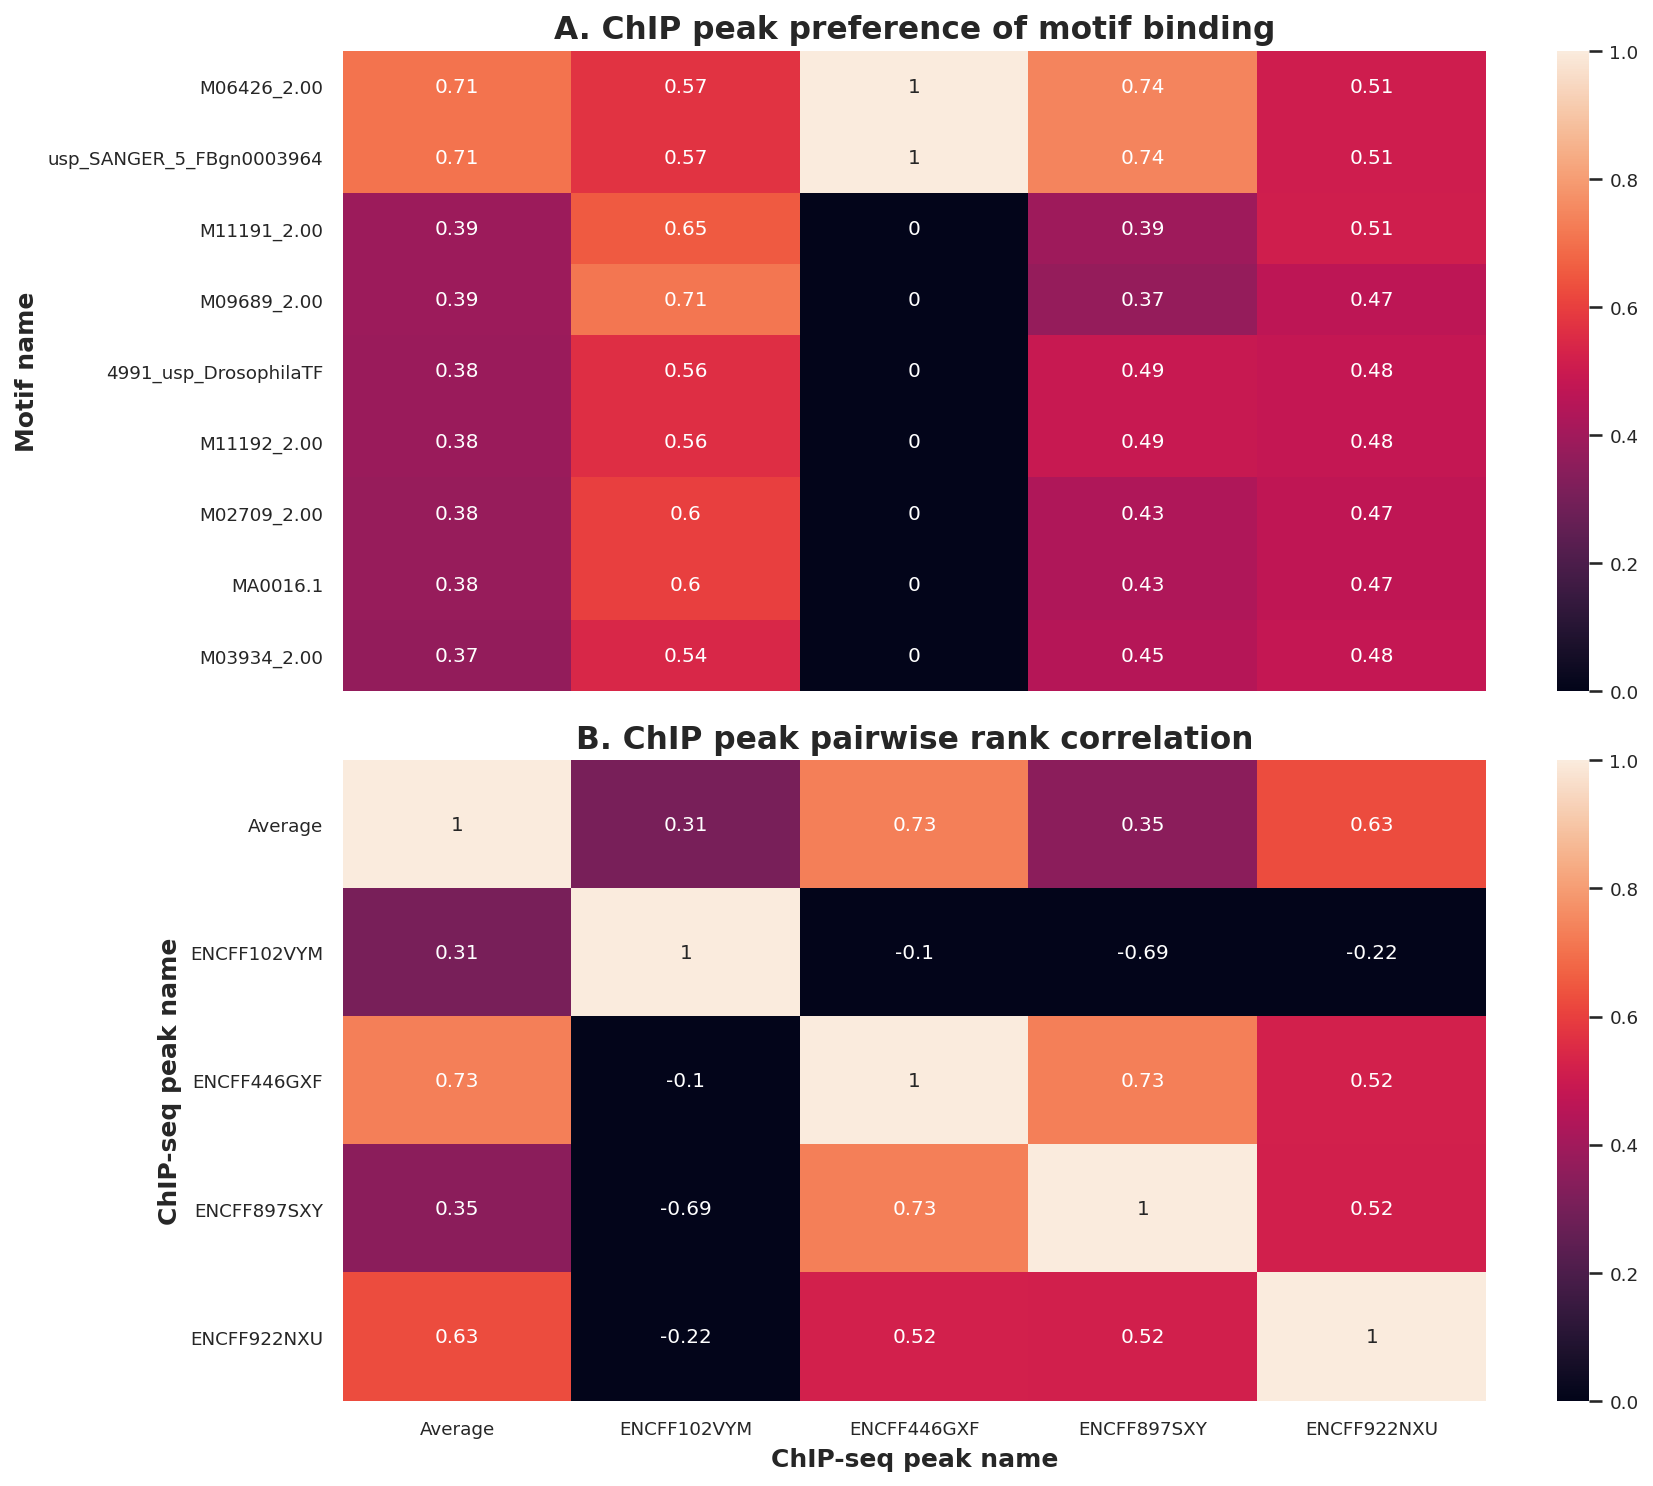 A. ChIP peak preference of motif binding
Motif name
M06426_2.00 0.71 0.57 1 0.74 0.51
usp_SANGER_5_FBgn0003964 0.71 0.57 1 0.74 0.51
M11191_2.00 0.39 0.65 0 0.39 0.51
M09689_2.00 0.39 0.71 0 0.37 0.47
4991_usp_DrosophilaTF 0.38 0.56 0 0.49 0.48
M11192_2.00 0.38 0.56 0 0.49 0.48
M02709_2.00 0.38 0.6 0 0.43 0.47
MA0016.1 0.38 0.6 0 0.43 0.47
M03934_2.00 0.37 0.54 0 0.45 0.48
1.0
0.8
0.6
0.4
0.2
0.0
B. ChIP peak pairwise rank correlation
ChIP-seq peak name
Average 1 0.31 0.73 0.35 0.63
ENCFF102VYM 0.31 1 -0.1 -0.69 -0.22
ENCFF446GXF 0.73 -0.1 1 0.73 0.52
ENCFF897SXY 0.35 -0.69 0.73 1 0.52
ENCFF922NXU 0.63 -0.22 0.52 0.52 1
Average ENCFF102VYM ENCFF446GXF ENCFF897SXY ENCFF922NXU
ChIP-seq peak name
1.0
0.8
0.6
0.4
0.2
0.0